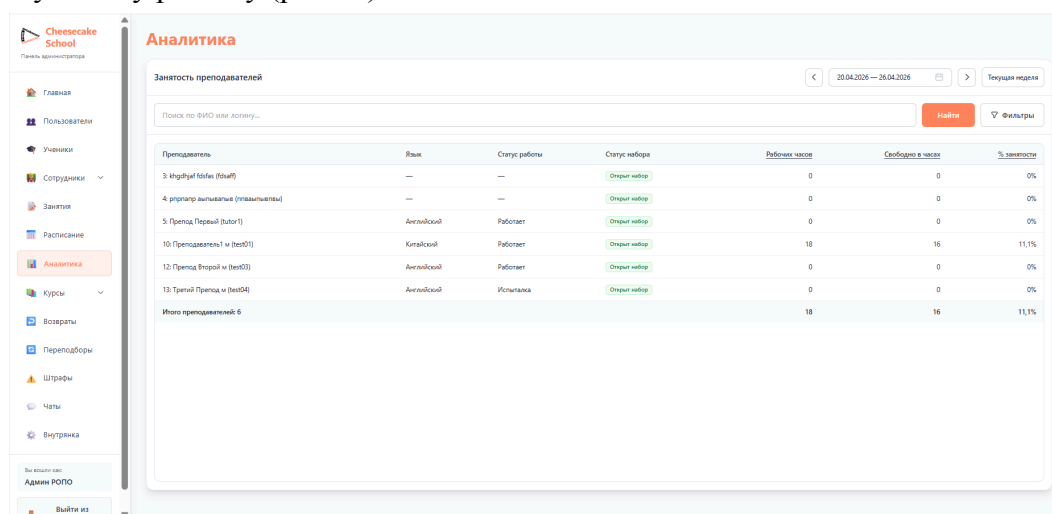 Cheesecake
School
Панель администратора
Главная
Пользователи
Ученики
Сотрудники
Занятия
Расписание
Аналитика
Курсы
Возвраты
Переподборы
Штрафы
Чаты
Внутрянка
Вы вошли как:
Админ РОПО
Выйти из
Аналитика
Занятость преподавателей
20.04.2026 — 26.04.2026
Текущая неделя
Поиск по ФИО или логину...
Найти
Фильтры
Преподаватель Язык Статус работы Статус набора Рабочих часов Свободно в часах % занятости
3: khgdhjaf fdsfas (fdsaff) — — Открыт набор 0 0 0%
4: рпрпапр аыпывапыв (ппваыпывпвы) — — Открыт набор 0 0 0%
5: Препод Первый (tutor1) Английский Работает Открыт набор 0 0 0%
10: Преподаватель1 м (test01) Китайский Работает Открыт набор 18 16 11,1%
12: Препод Второй м (test03) Английский Работает Открыт набор 0 0 0%
13: Третий Препод м (test04) Английский Испыталка Открыт набор 0 0 0%
Итого преподавателей: 6 18 16 11,1%